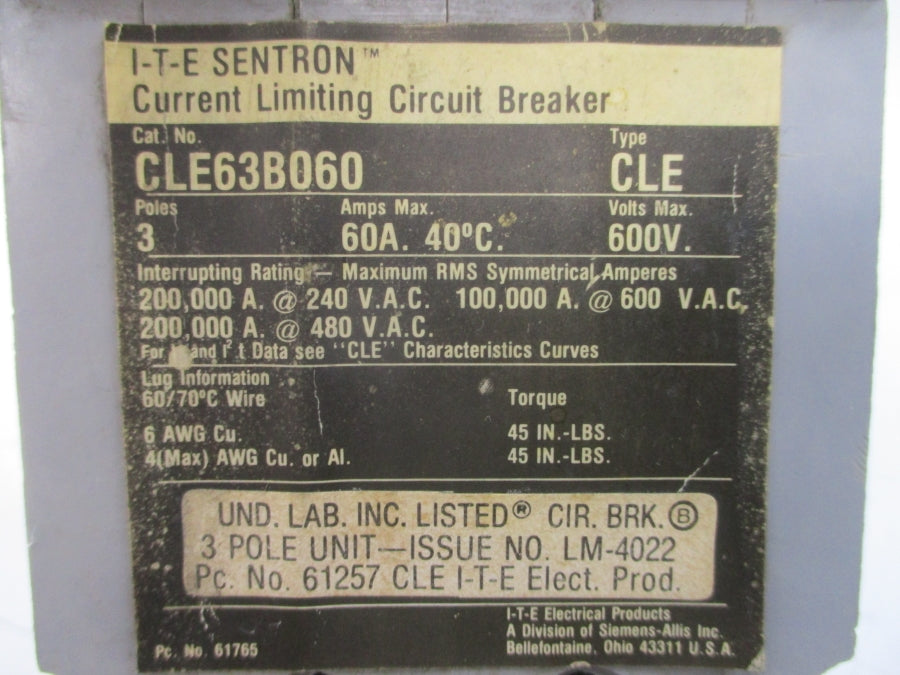 I-T-E SENTRON™
Current Limiting Circuit Breaker
Cat. No. Type
CLE63B060 CLE
Poles Amps Max. Volts Max.
3 60A. 40ºC. 600V.
Interrupting Rating — Maximum RMS Symmetrical Amperes
200,000 A. @ 240 V.A.C. 100,000 A. @ 600 V.A.C.
200,000 A. @ 480 V.A.C.
For and I²t Data see "CLE" Characteristics Curves
Lug Information
60/70ºC Wire Torque
6 AWG Cu. 45 IN.-LBS.
4(Max) AWG Cu. or Al. 45 IN.-LBS.
UND. LAB. INC. LISTED® CIR. BRK. Ⓑ
3 POLE UNIT—ISSUE NO. LM-4022
Pc. No. 61257 CLE I-T-E Elect. Prod.
I-T-E Electrical Products
A Division of Siemens-Allis Inc.
Pc. No. 61765 Bellefontaine, Ohio 43311 U.S.A.